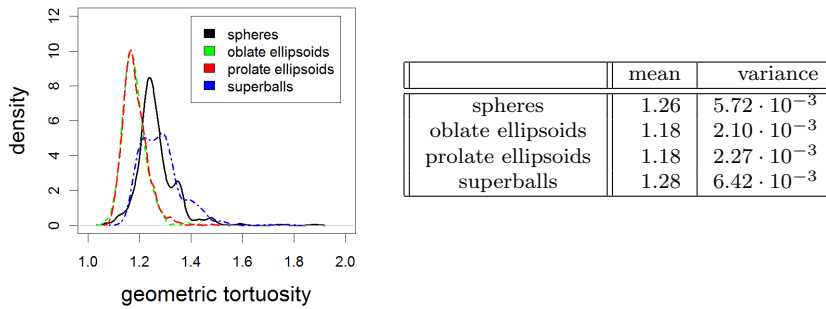 density
12
10
8
6
4
2
0
spheres
oblate ellipsoids
prolate ellipsoids
superballs
1.0 1.2 1.4 1.6 1.8 2.0
geometric tortuosity
mean variance
spheres 1.26 5.72 · 10⁻³
oblate ellipsoids 1.18 2.10 · 10⁻³
prolate ellipsoids 1.18 2.27 · 10⁻³
superballs 1.28 6.42 · 10⁻³